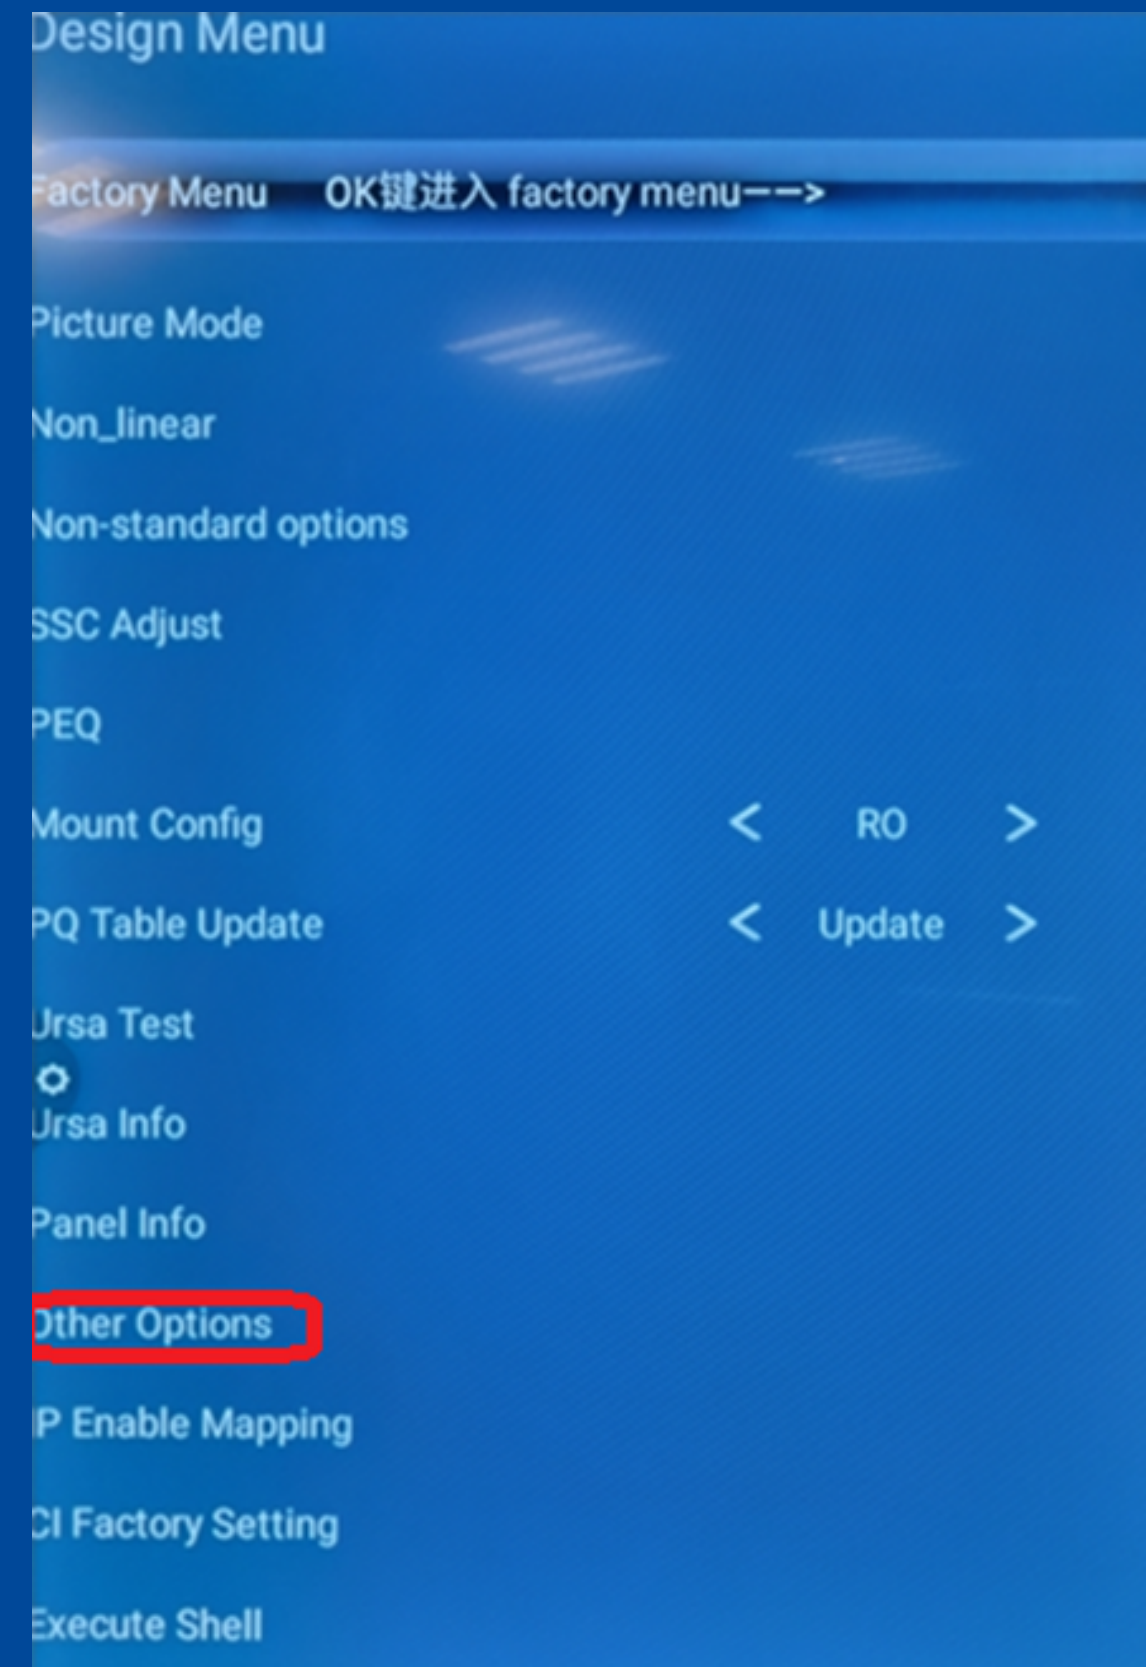 Design Menu
Factory Menu OK键进入 factory menu——>
Picture Mode
Non_linear
Non-standard options
SSC Adjust
PEQ
Mount Config < RO >
PQ Table Update < Update >
Ursa Test
Ursa Info
Panel Info
Other Options
IP Enable Mapping
CI Factory Setting
Execute Shell